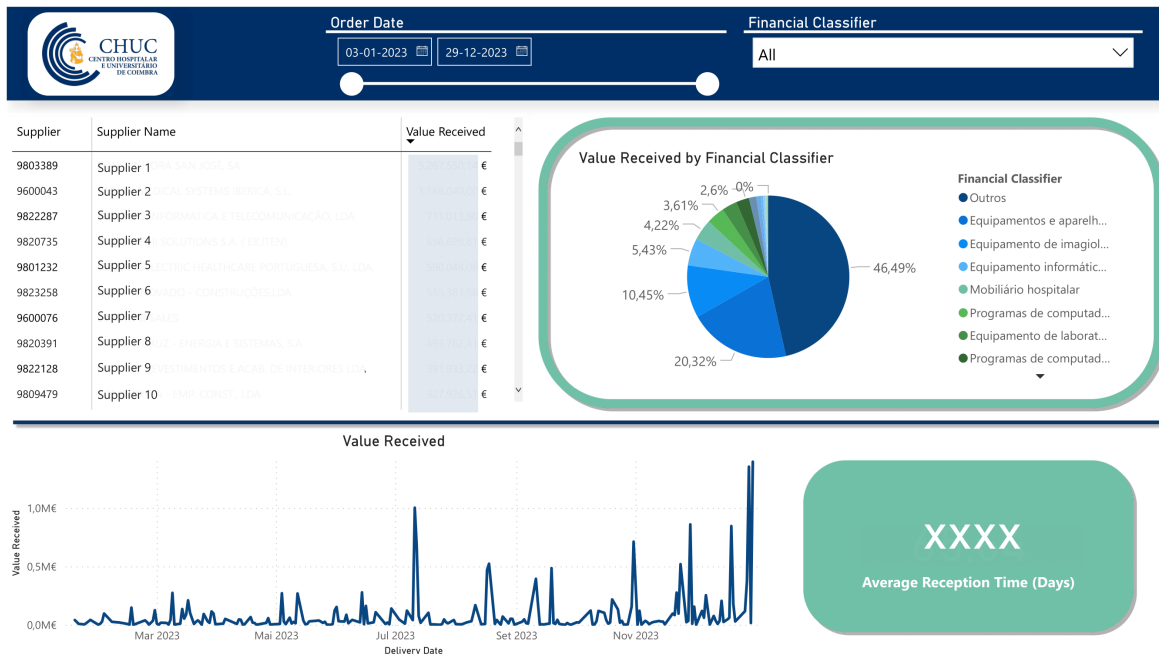 CHUC
CENTRO HOSPITALAR
E UNIVERSITÁRIO
DE COIMBRA
Order Date
03-01-2023 29-12-2023
Financial Classifier
All
Supplier Supplier Name Value Received
9803389 Supplier 1 €
9600043 Supplier 2 €
9822287 Supplier 3 €
9820735 Supplier 4 €
9801232 Supplier 5 €
9823258 Supplier 6 €
9600076 Supplier 7 €
9820391 Supplier 8 €
9822128 Supplier 9 €
9809479 Supplier 10 €
Value Received by Financial Classifier
46,49%
20,32%
10,45%
5,43%
4,22%
3,61%
2,6%
0%
Financial Classifier
Outros
Equipamentos e aparelh...
Equipamento de imagiol...
Equipamento informátic...
Mobiliário hospitalar
Programas de computad...
Equipamento de laborat...
Programas de computad...
Value Received
Value Received
1,0M€
0,5M€
0,0M€
Mar 2023 Mai 2023 Jul 2023 Set 2023 Nov 2023
Delivery Date
XXXX
Average Reception Time (Days)